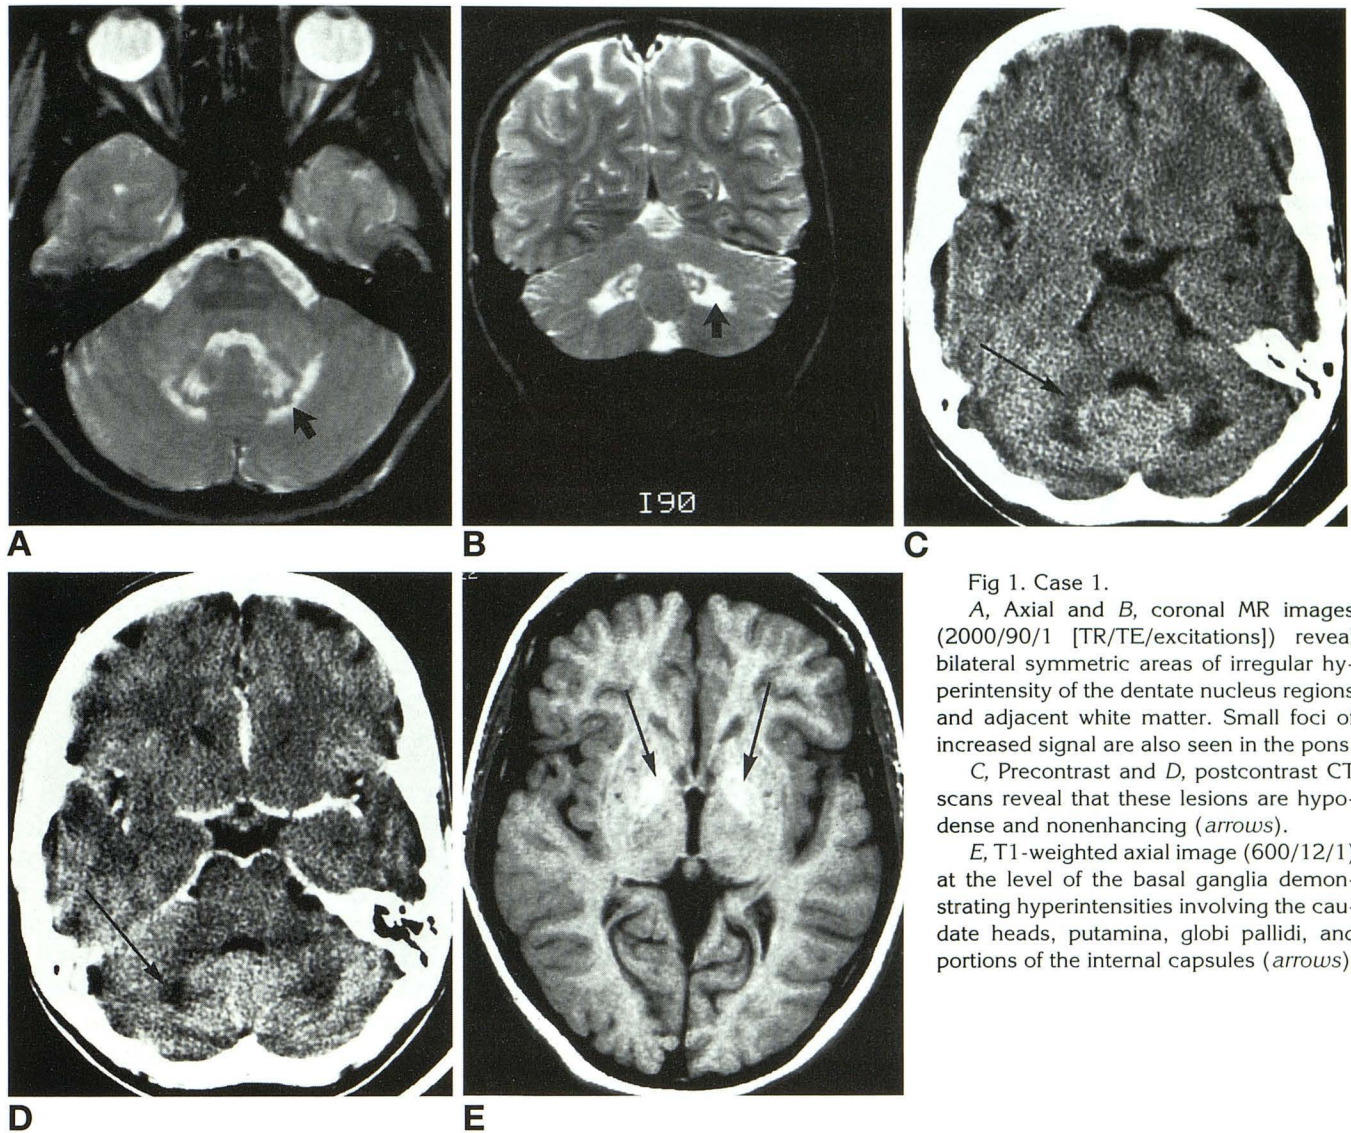 I90
A
B
C
D
E
Fig 1. Case 1.
A, Axial and B, coronal MR images
(2000/90/1 [TR/TE/excitations]) reveal
bilateral symmetric areas of irregular hy-
perintensity of the dentate nucleus regions
and adjacent white matter. Small foci of
increased signal are also seen in the pons
C, Precontrast and D, postcontrast CT
scans reveal that these lesions are hypo-
dense and nonenhancing (arrows).
E, T1-weighted axial image (600/12/1)
at the level of the basal ganglia demon-
strating hyperintensities involving the cau-
date heads, putamina, globi pallidi, and
portions of the internal capsules (arrows)